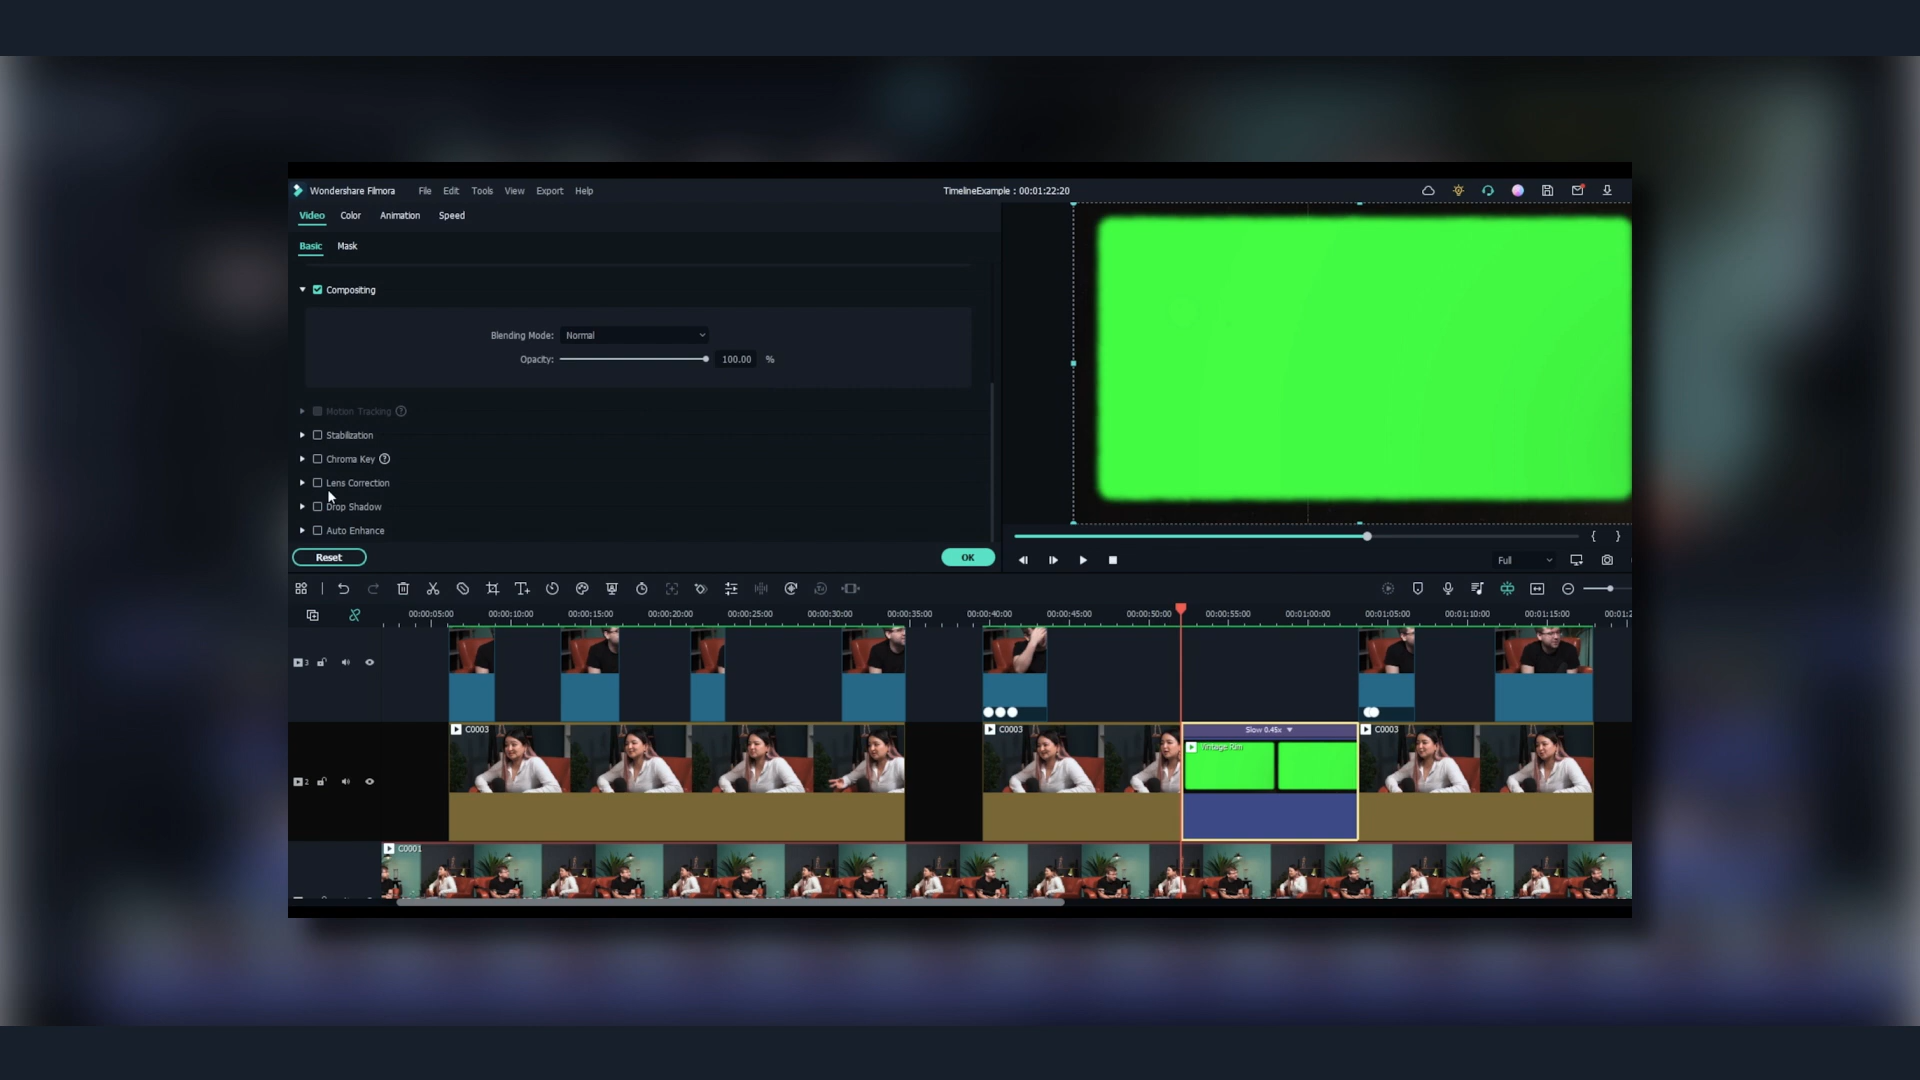 Wondershare Filmora File Edit Tools View Export Help TimelineExample : 00:01:22:20
Video Color Animation Speed
Basic Mask
Compositing
Blending Mode: Normal
Opacity: 100.00 %
Motion Tracking ?
Stabilization
Chroma Key ?
Lens Correction
Drop Shadow
Auto Enhance
Reset OK
{ }
Full
00:00:05:00 00:00:10:00 00:00:15:00 00:00:20:00 00:00:25:00 00:00:30:00 00:00:35:00 00:00:40:00 00:00:45:00 00:00:50:00 00:00:55:00 00:01:00:00 00:01:05:00 00:01:10:00 00:01:15:00
3
C0003 C0003 Slow 0.45x C0003
Vintage Film
2
C0001